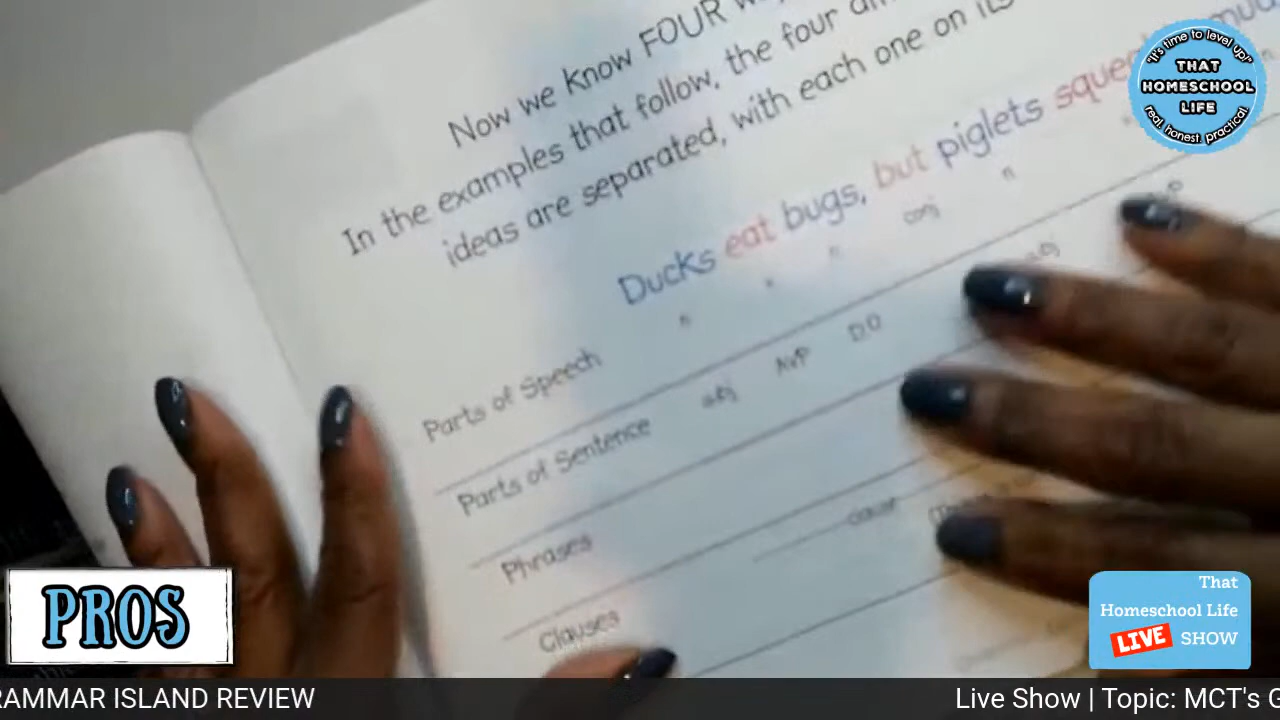 Now we know FOUR
In the examples that follow, the four
ideas are separated, with each one on its
Ducks eat bugs, but piglets
n n conj n
Parts of Speech
Parts of Sentence AVP D.O
Phrases
Clauses
"it's time to level up!"
THAT
HOMESCHOOL
LIFE
real. honest. practical.
PROS
That
Homeschool Life
LIVE SHOW
RAMMAR ISLAND REVIEW
Live Show | Topic: MCT's G